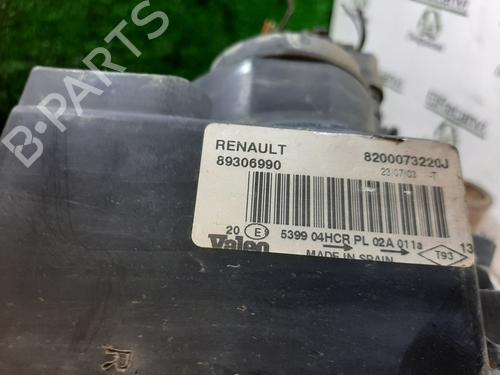 RENAULT 8200073220J
89306990 23/07/03 -T
20 E 5399 04HCR PL 02A 011a
Valeo MADE IN SPAIN T93 13
R
B-Parts